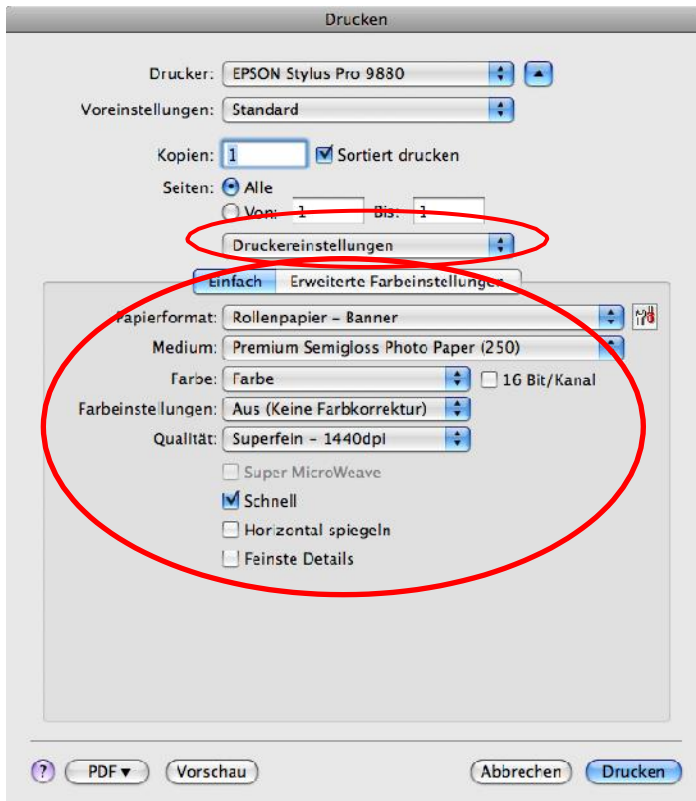 Drucken
Drucker: EPSON Stylus Pro 9880
Voreinstellungen: Standard
Kopien: 1 Sortiert drucken
Seiten: Alle
Von: 1 Bis: 1
Druckereinstellungen
Einfach Erweiterte Farbeinstellungen
Papierformat: Rollenpapier – Banner
Medium: Premium Semigloss Photo Paper (250)
Farbe: Farbe 16 Bit/Kanal
Farbeinstellungen: Aus (Keine Farbkorrektur)
Qualität: Superfein – 1440dpi
Super MicroWeave
Schnell
Horizontal spiegeln
Feinste Details
? PDF Vorschau Abbrechen Drucken